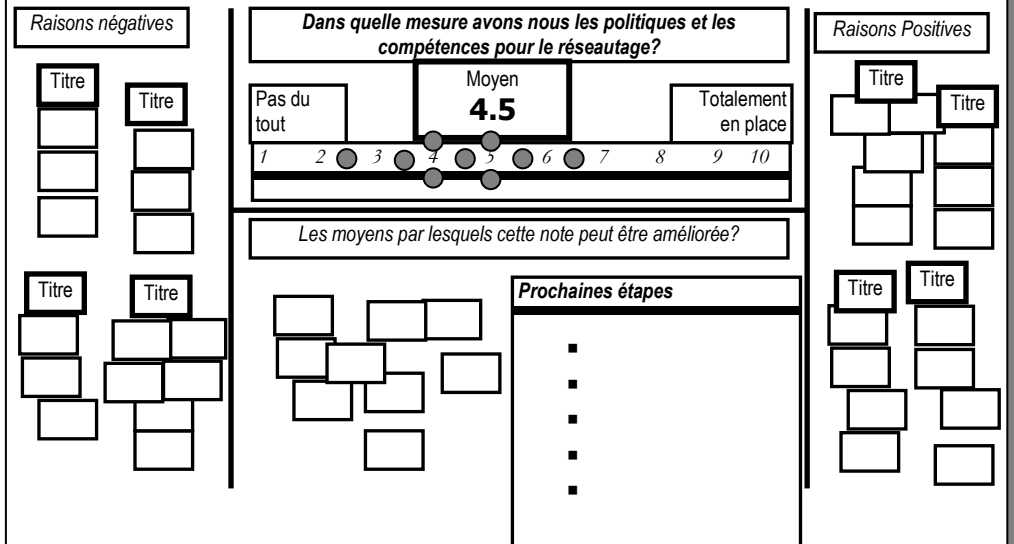 Raisons négatives
Titre
Titre
Titre
Titre
Dans quelle mesure avons nous les politiques et les
compétences pour le réseautage?
Moyen
4.5
Pas du
tout
Totalement
en place
1 2 3 4 5 6 7 8 9 10
Les moyens par lesquels cette note peut être améliorée?
Prochaines étapes
Raisons Positives
Titre
Titre
Titre
Titre